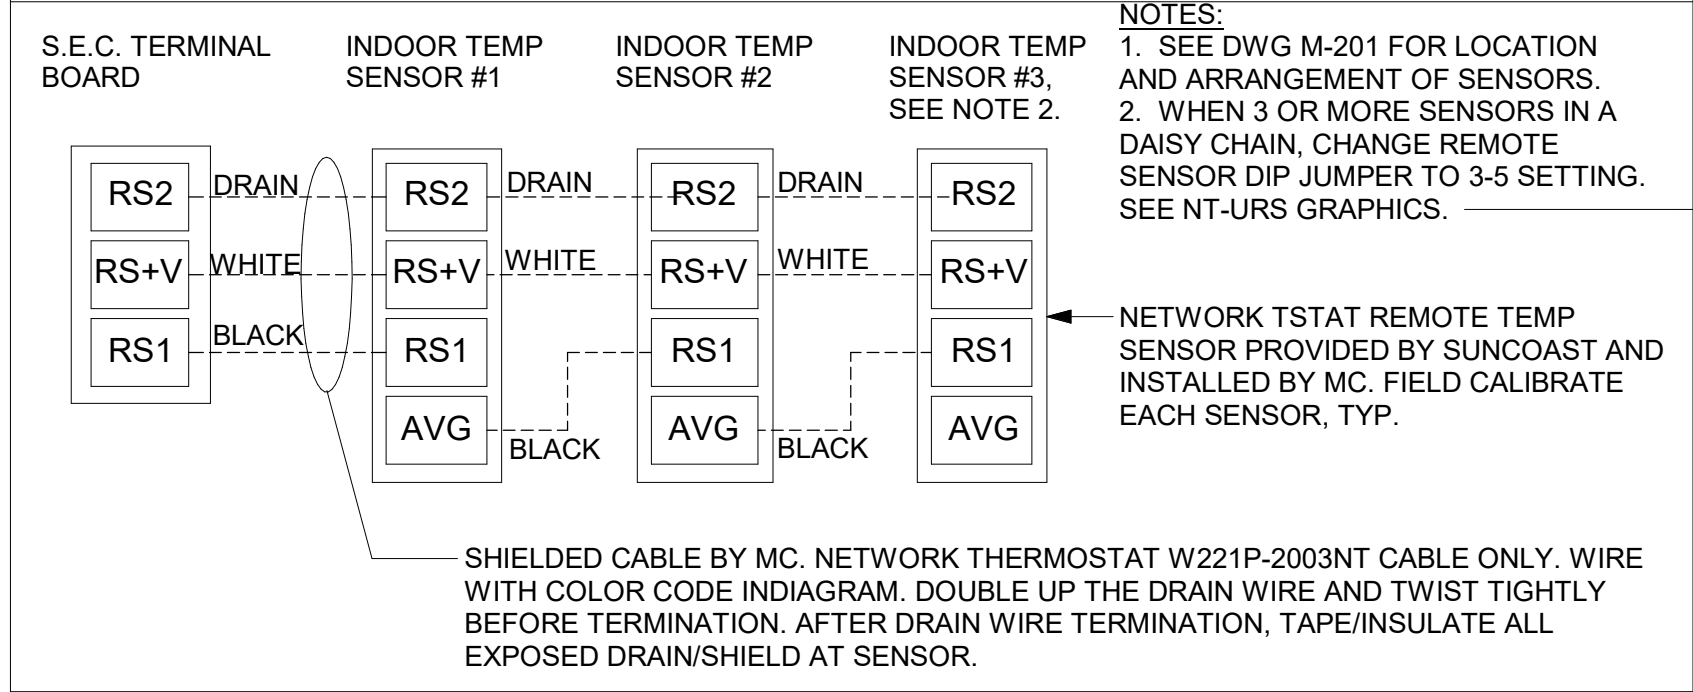 S.E.C. TERMINAL
BOARD
INDOOR TEMP
SENSOR #1
INDOOR TEMP
SENSOR #2
INDOOR TEMP
SENSOR #3,
SEE NOTE 2.
NOTES:
1. SEE DWG M-201 FOR LOCATION
AND ARRANGEMENT OF SENSORS.
2. WHEN 3 OR MORE SENSORS IN A
DAISY CHAIN, CHANGE REMOTE
SENSOR DIP JUMPER TO 3-5 SETTING.
SEE NT-URS GRAPHICS.
RS2
DRAIN
RS2
DRAIN
RS2
DRAIN
RS2
RS+V
WHITE
RS+V
WHITE
RS+V
WHITE
RS+V
RS1
BLACK
RS1
RS1
RS1
AVG
BLACK
AVG
BLACK
AVG
NETWORK TSTAT REMOTE TEMP
SENSOR PROVIDED BY SUNCOAST AND
INSTALLED BY MC. FIELD CALIBRATE
EACH SENSOR, TYP.
SHIELDED CABLE BY MC. NETWORK THERMOSTAT W221P-2003NT CABLE ONLY. WIRE
WITH COLOR CODE INDIAGRAM. DOUBLE UP THE DRAIN WIRE AND TWIST TIGHTLY
BEFORE TERMINATION. AFTER DRAIN WIRE TERMINATION, TAPE/INSULATE ALL
EXPOSED DRAIN/SHIELD AT SENSOR.